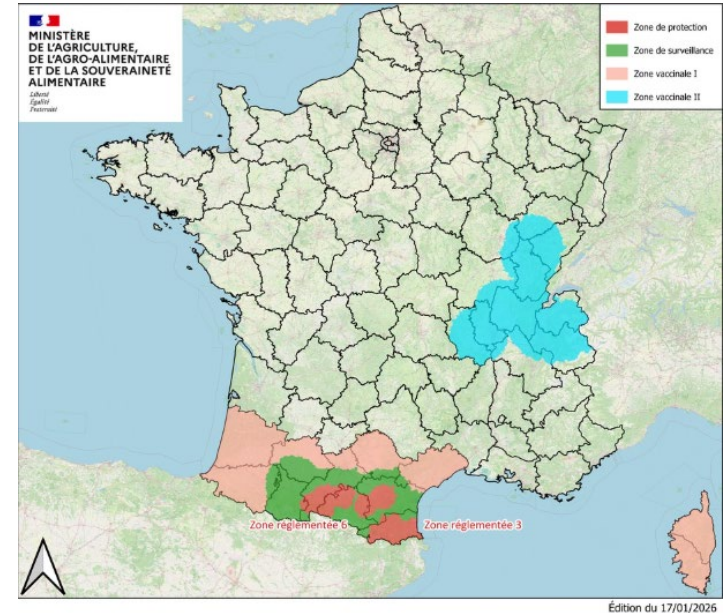 MINISTÈRE
DE L'AGRICULTURE,
DE L'AGRO-ALIMENTAIRE
ET DE LA SOUVERAINETÉ
ALIMENTAIRE
Liberté
Égalité
Fraternité
Zone de protection
Zone de surveillance
Zone vaccinale I
Zone vaccinale II
Zone réglementée 6
Zone réglementée 3
Édition du 17/01/2026